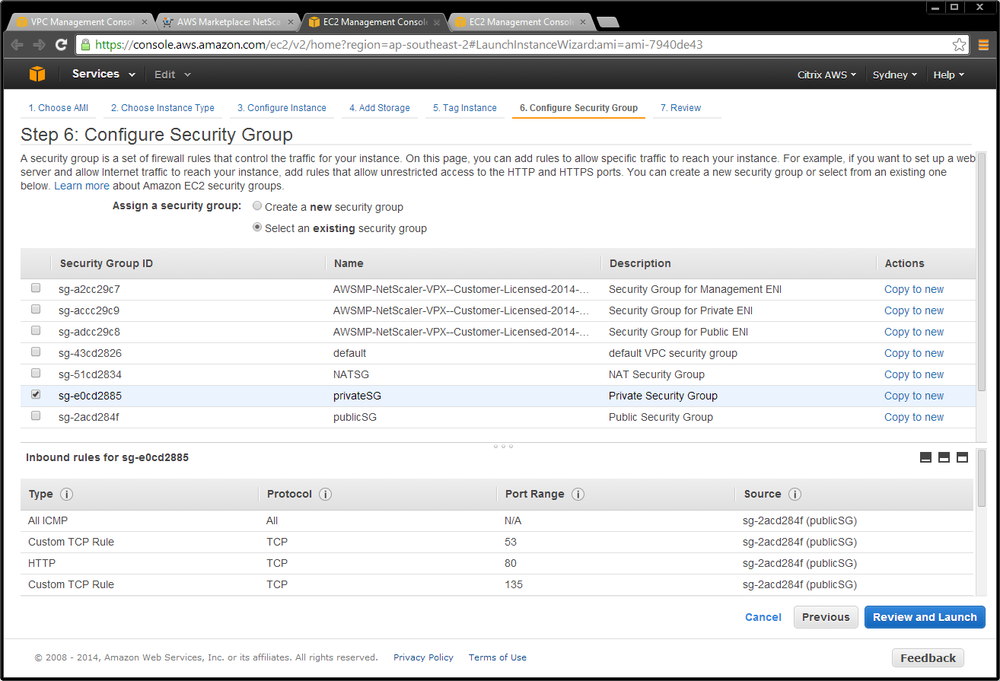 VPC Management Consol
AWS Marketplace: NetSca
EC2 Management Consol
EC2 Management Consol
https://console.aws.amazon.com/ec2/v2/home?region=ap-southeast-2#LaunchInstanceWizard:ami=ami-7940de43
Services Edit Citrix AWS Sydney Help
1. Choose AMI 2. Choose Instance Type 3. Configure Instance 4. Add Storage 5. Tag Instance 6. Configure Security Group 7. Review
Step 6: Configure Security Group
A security group is a set of firewall rules that control the traffic for your instance. On this page, you can add rules to allow specific traffic to reach your instance. For example, if you want to set up a web
server and allow Internet traffic to reach your instance, add rules that allow unrestricted access to the HTTP and HTTPS ports. You can create a new security group or select from an existing one
below. Learn more about Amazon EC2 security groups.
Assign a security group: Create a new security group
Select an existing security group
Security Group ID Name Description Actions
sg-a2cc29c7 AWSMP-NetScaler-VPX--Customer-Licensed-2014-... Security Group for Management ENI Copy to new
sg-accc29c9 AWSMP-NetScaler-VPX--Customer-Licensed-2014-... Security Group for Private ENI Copy to new
sg-adcc29c8 AWSMP-NetScaler-VPX--Customer-Licensed-2014-... Security Group for Public ENI Copy to new
sg-43cd2826 default default VPC security group Copy to new
sg-51cd2834 NATSG NAT Security Group Copy to new
sg-e0cd2885 privateSG Private Security Group Copy to new
sg-2acd284f publicSG Public Security Group Copy to new
Inbound rules for sg-e0cd2885
Type i Protocol i Port Range i Source i
All ICMP All N/A sg-2acd284f (publicSG)
Custom TCP Rule TCP 53 sg-2acd284f (publicSG)
HTTP TCP 80 sg-2acd284f (publicSG)
Custom TCP Rule TCP 135 sg-2acd284f (publicSG)
Cancel Previous Review and Launch
© 2008 - 2014, Amazon Web Services, Inc. or its affiliates. All rights reserved. Privacy Policy Terms of Use Feedback